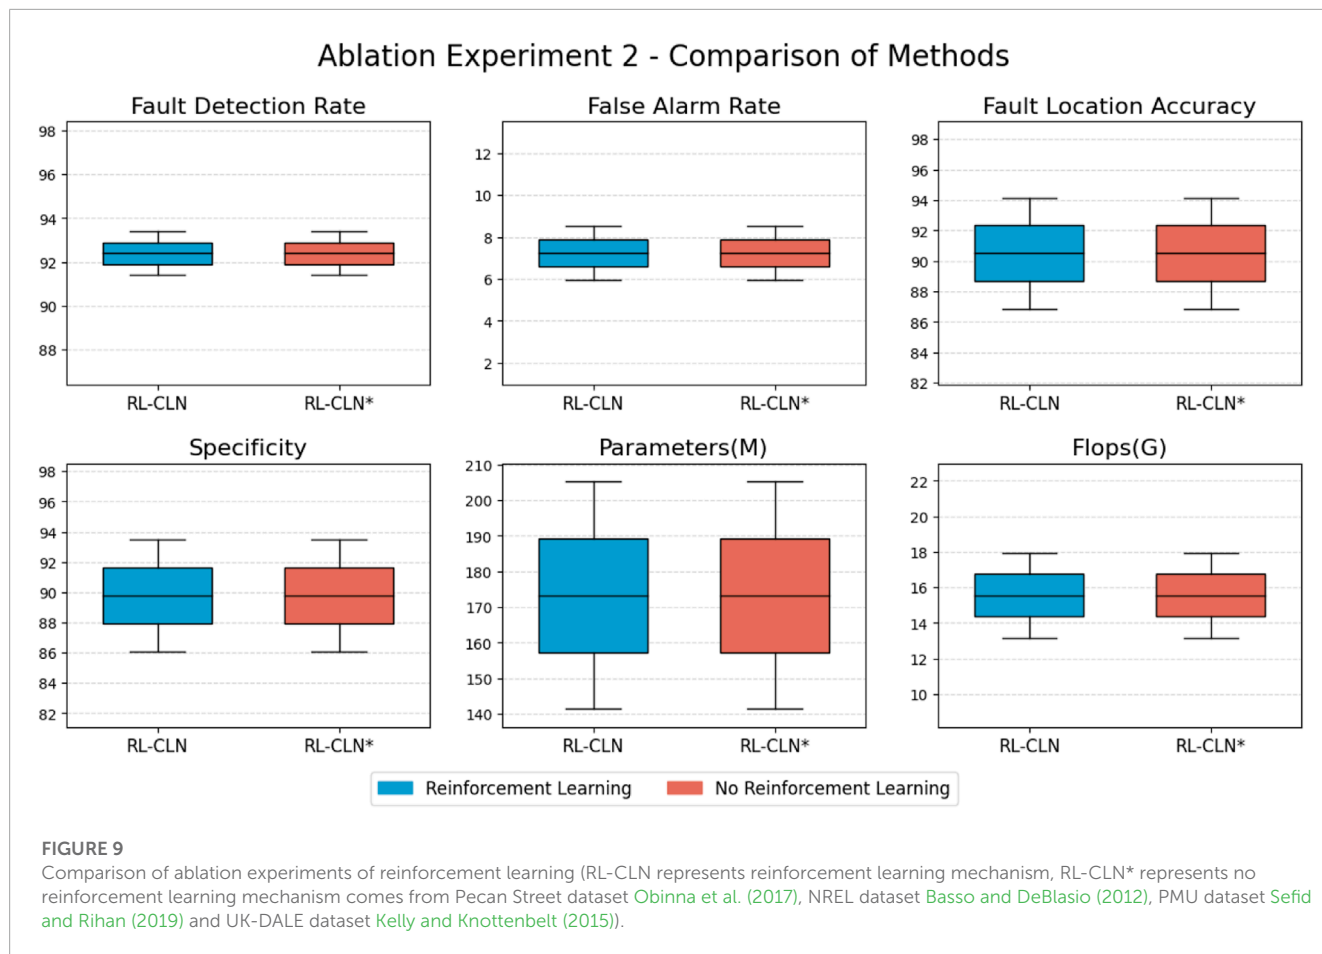 Ablation Experiment 2 - Comparison of Methods
Fault Detection Rate
98
96
94
92
90
88
RL-CLN RL-CLN*
False Alarm Rate
12
10
8
6
4
2
RL-CLN RL-CLN*
Fault Location Accuracy
98
96
94
92
90
88
86
84
82
RL-CLN RL-CLN*
Specificity
98
96
94
92
90
88
86
84
82
RL-CLN RL-CLN*
Parameters(M)
210
200
190
180
170
160
150
140
RL-CLN RL-CLN*
Flops(G)
22
20
18
16
14
12
10
RL-CLN RL-CLN*
Reinforcement Learning No Reinforcement Learning
FIGURE 9
Comparison of ablation experiments of reinforcement learning (RL-CLN represents reinforcement learning mechanism, RL-CLN* represents no
reinforcement learning mechanism comes from Pecan Street dataset Obinna et al. (2017), NREL dataset Basso and DeBlasio (2012), PMU dataset Sefid
and Rihan (2019) and UK-DALE dataset Kelly and Knottenbelt (2015)).